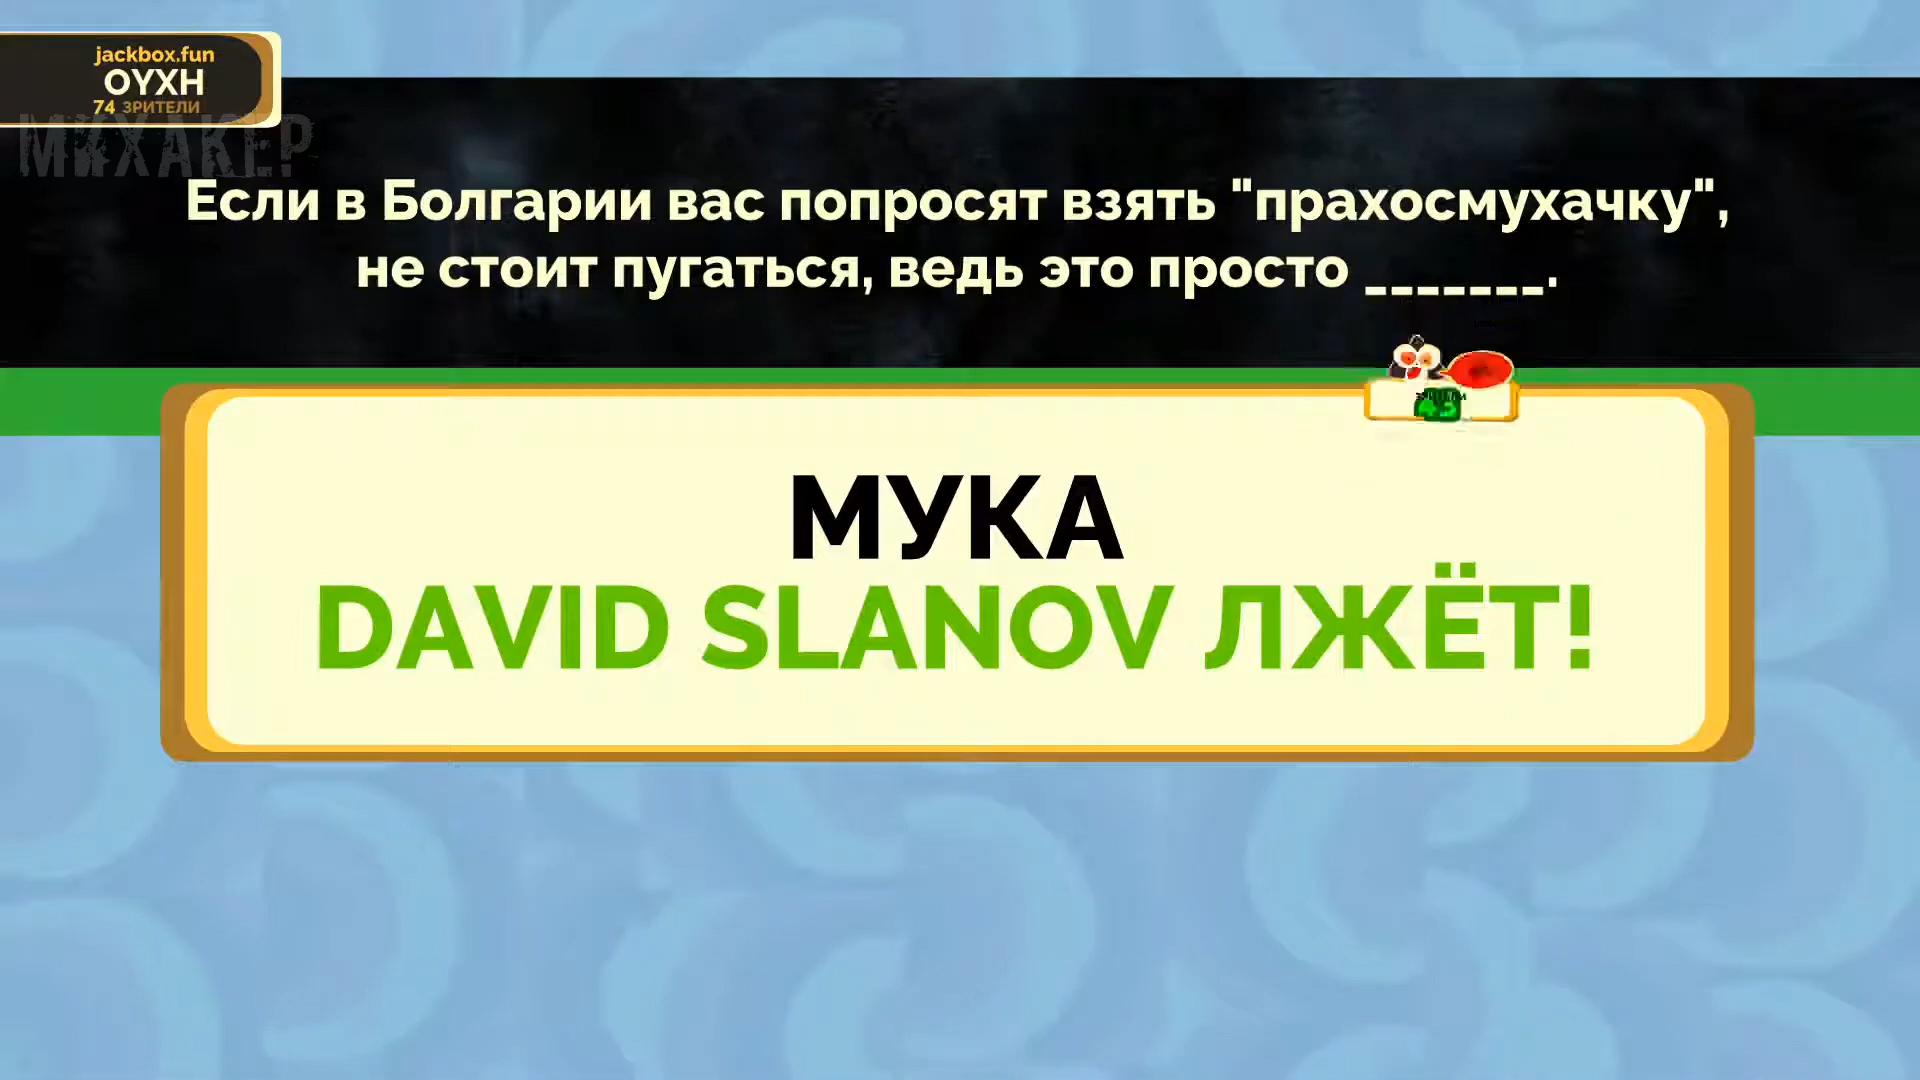 jackbox.fun
OYXH
74 ЗРИТЕЛИ
МИХАКЕР
Если в Болгарии вас попросят взять "прахосмухачку",
не стоит пугаться, ведь это просто _______.
МУКА
DAVID SLANOV ЛЖЁТ!